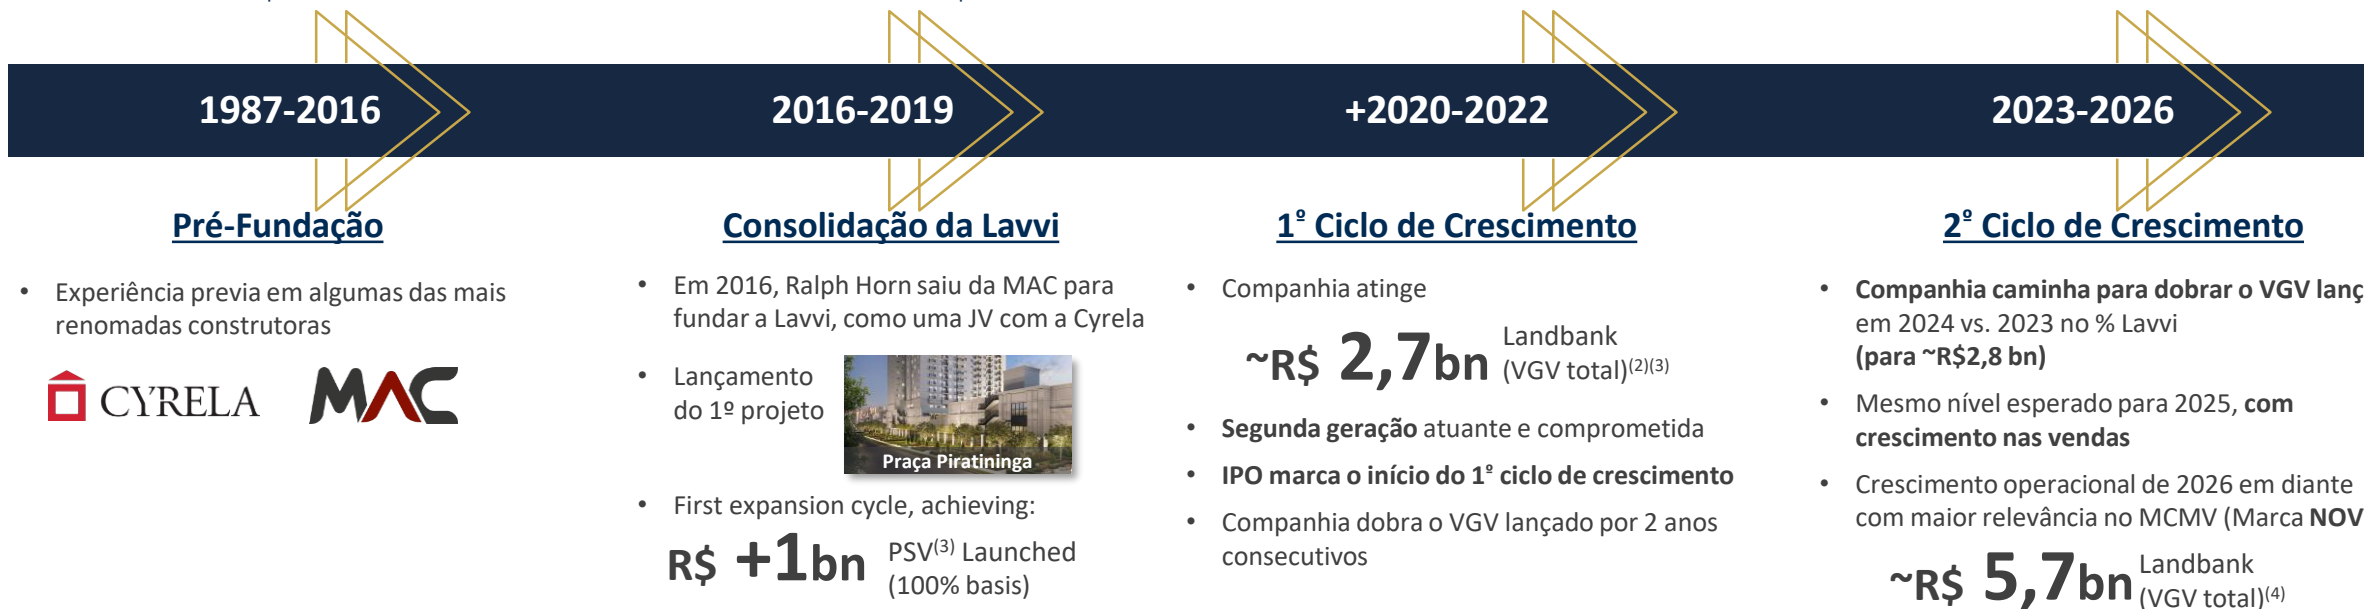 1987-2016
2016-2019
+2020-2022
2023-2026
Pré-Fundação
• Experiência previa em algumas das mais
renomadas construtoras
CYRELA
MAC
Consolidação da Lavvi
• Em 2016, Ralph Horn saiu da MAC para
fundar a Lavvi, como uma JV com a Cyrela
• Lançamento
do 1º projeto
Praça Piratininga
• First expansion cycle, achieving:
R$ +1bn PSV(3) Launched
(100% basis)
1º Ciclo de Crescimento
• Companhia atinge
~R$ 2,7bn Landbank
(VGV total)(2)(3)
• Segunda geração atuante e comprometida
• IPO marca o início do 1º ciclo de crescimento
• Companhia dobra o VGV lançado por 2 anos
consecutivos
2º Ciclo de Crescimento
• Companhia caminha para dobrar o VGV lanç
em 2024 vs. 2023 no % Lavvi
(para ~R$2,8 bn)
• Mesmo nível esperado para 2025, com
crescimento nas vendas
• Crescimento operacional de 2026 em diante
com maior relevância no MCMV (Marca NOV
~R$ 5,7bn Landbank
(VGV total)(4)